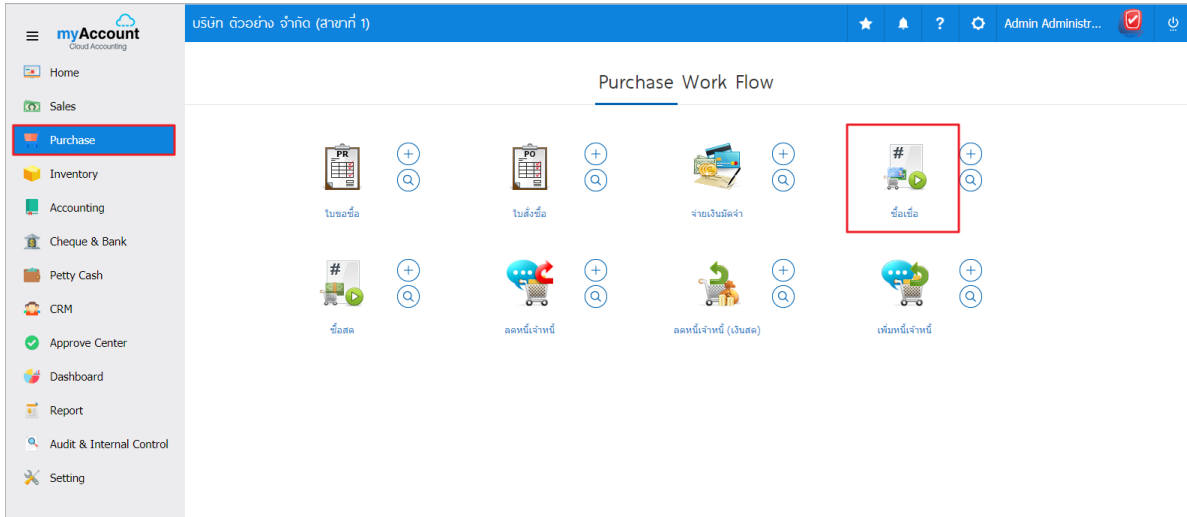 myAccount
Cloud Accounting
บริษัท ตัวอย่าง จำกัด (สาขาที่ 1)
?
Admin Administr...
Home
Sales
Purchase
Inventory
Accounting
Cheque & Bank
Petty Cash
CRM
Approve Center
Dashboard
Report
Audit & Internal Control
Setting
Purchase Work Flow
PR
ใบขอซื้อ
PO
ใบสั่งซื้อ
จ่ายเงินมัดจำ
#
ซื้อเชื่อ
#
ซื้อสด
ลดหนี้เจ้าหนี้
ลดหนี้เจ้าหนี้ (เงินสด)
เพิ่มหนี้เจ้าหนี้